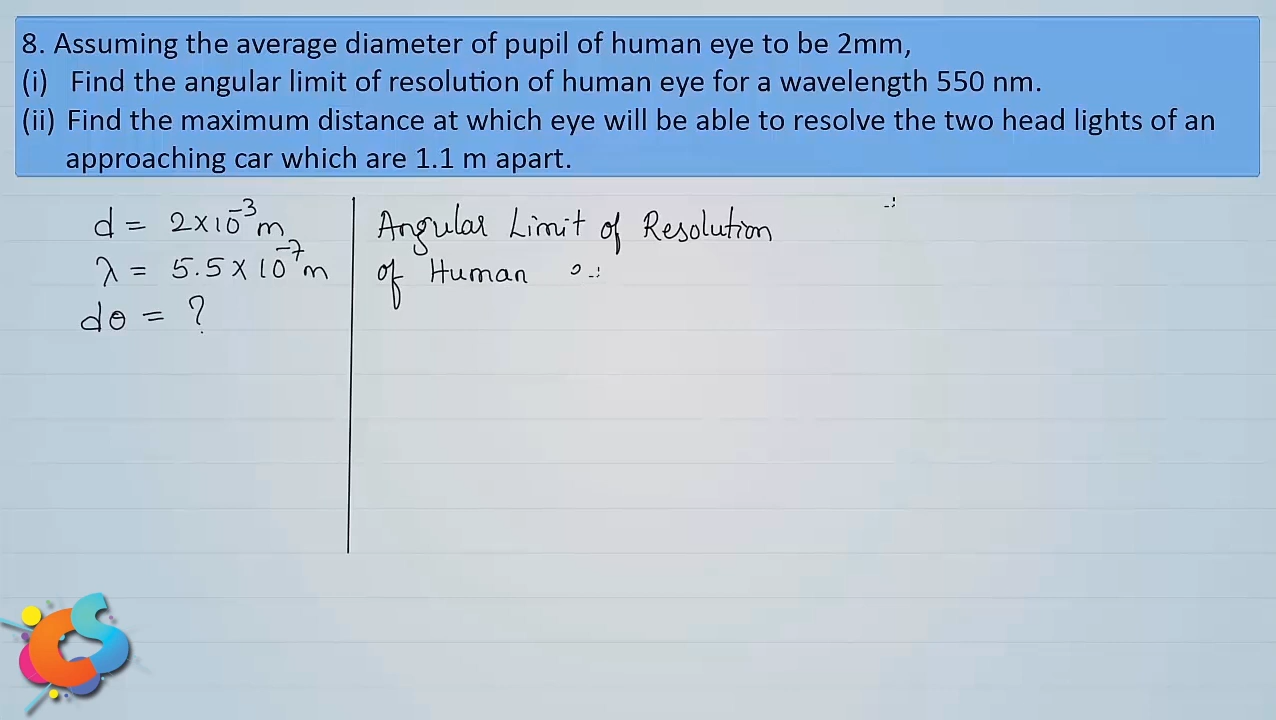 8. Assuming the average diameter of pupil of human eye to be 2mm,
(i) Find the angular limit of resolution of human eye for a wavelength 550 nm.
(ii) Find the maximum distance at which eye will be able to resolve the two head lights of an
approaching car which are 1.1 m apart.
d = 2×10⁻³m
λ = 5.5×10⁻⁷m
dθ = ?
Angular Limit of Resolution
of Human
CS